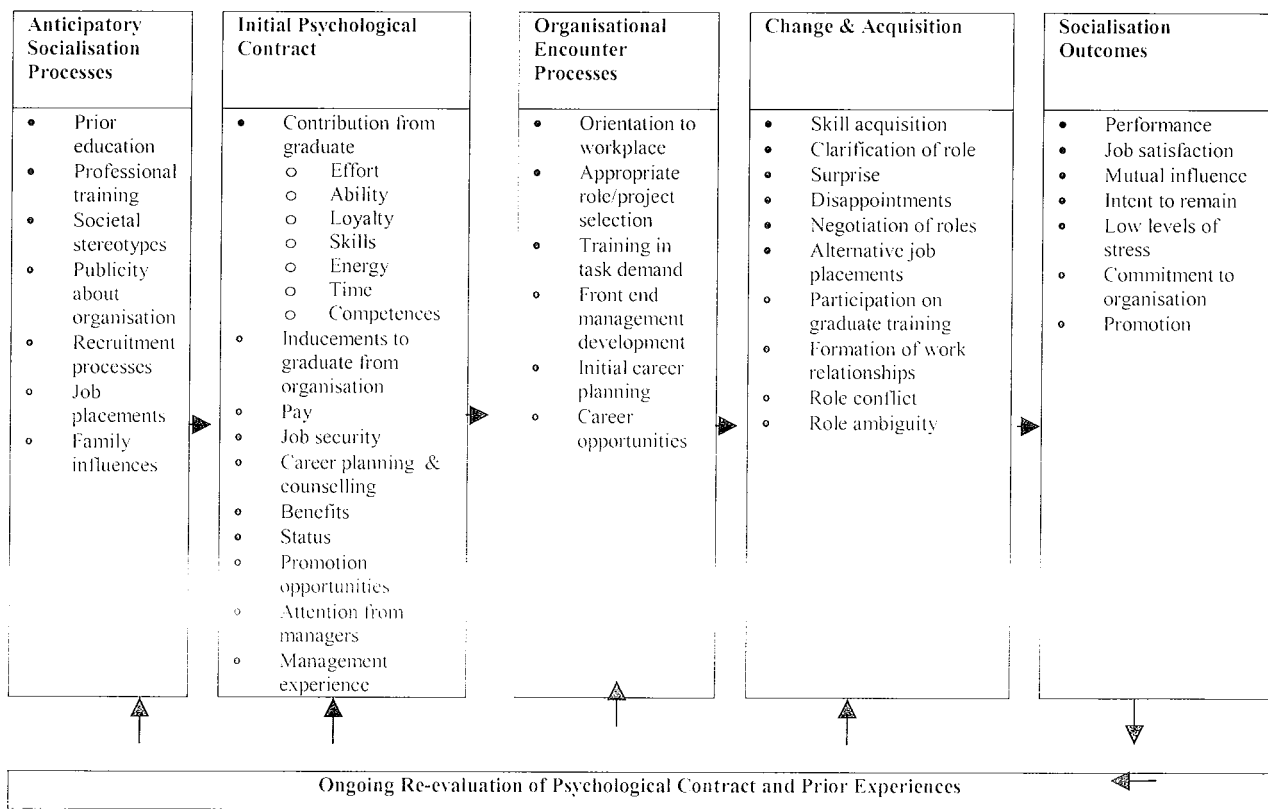 Anticipatory
Socialisation
Processes
• Prior
education
• Professional
training
• Societal
stereotypes
• Publicity
about
organisation
• Recruitment
processes
• Job
placements
• Family
influences
Initial Psychological
Contract
• Contribution from
graduate
o Effort
o Ability
o Loyalty
o Skills
o Energy
o Time
o Competences
• Inducements to
graduate from
organisation
• Pay
• Job security
• Career planning &
counselling
• Benefits
• Status
• Promotion
opportunities
• Attention from
managers
• Management
experience
Organisational
Encounter
Processes
• Orientation to
workplace
• Appropriate
role/project
selection
• Training in
task demand
• Front end
management
development
• Initial career
planning
• Career
opportunities
Change & Acquisition
• Skill acquisition
• Clarification of role
• Surprise
• Disappointments
• Negotiation of roles
• Alternative job
placements
• Participation on
graduate training
• Formation of work
relationships
• Role conflict
• Role ambiguity
Socialisation
Outcomes
• Performance
• Job satisfaction
• Mutual influence
• Intent to remain
• Low levels of
stress
• Commitment to
organisation
• Promotion
Ongoing Re-evaluation of Psychological Contract and Prior Experiences